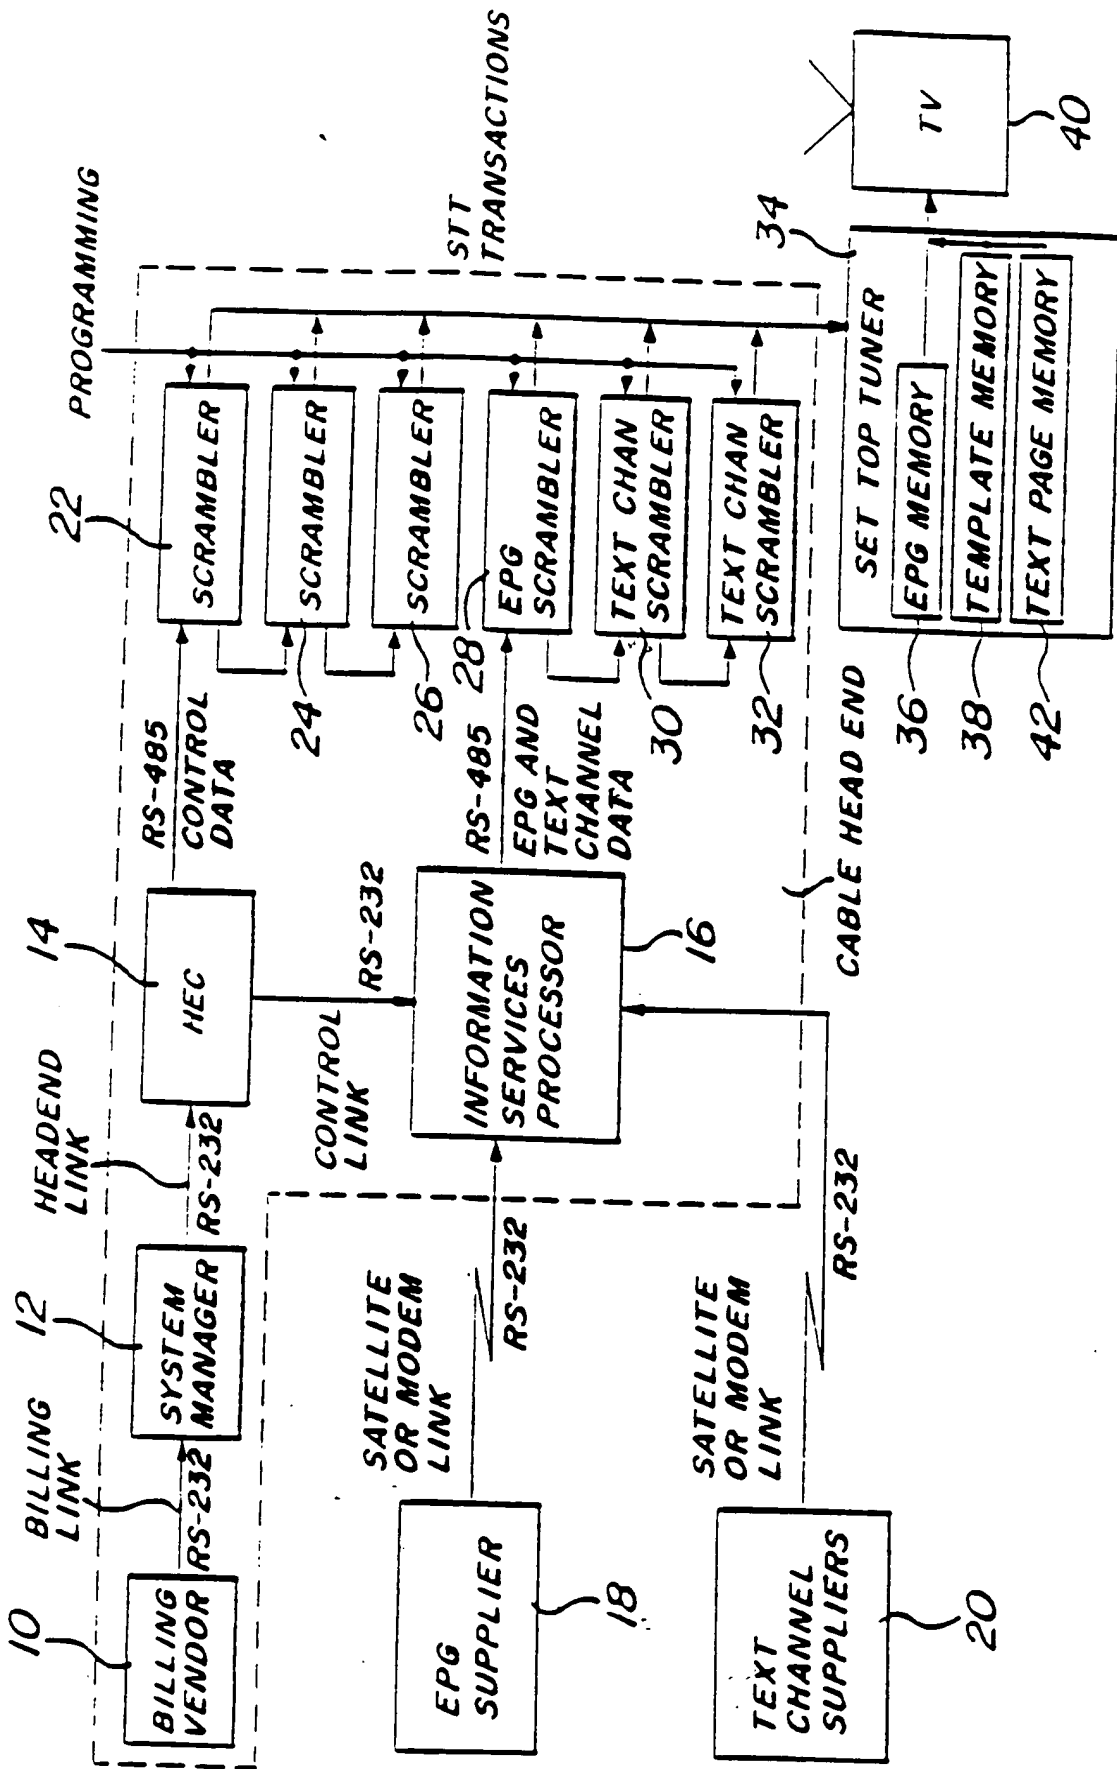 10
BILLING
VENDOR
BILLING
LINK
RS-232
12
SYSTEM
MANAGER
HEADEND
LINK
RS-232
14
HEC
RS-485
CONTROL
DATA
22
SCRAMBLER
PROGRAMMING
24
SCRAMBLER
26
SCRAMBLER
STT
TRANSACTIONS
CONTROL
LINK
RS-232
EPG
SUPPLIER
18
SATELLITE
OR MODEM
LINK
RS-232
INFORMATION
SERVICES
PROCESSOR
16
RS-485
EPG AND
TEXT
CHANNEL
DATA
28
EPG
SCRAMBLER
30
TEXT CHAN
SCRAMBLER
32
TEXT CHAN
SCRAMBLER
TEXT
CHANNEL
SUPPLIERS
20
SATELLITE
OR MODEM
LINK
RS-232
CABLE HEAD END
34
SET TOP TUNER
36
EPG MEMORY
38
TEMPLATE MEMORY
42
TEXT PAGE MEMORY
TV
40